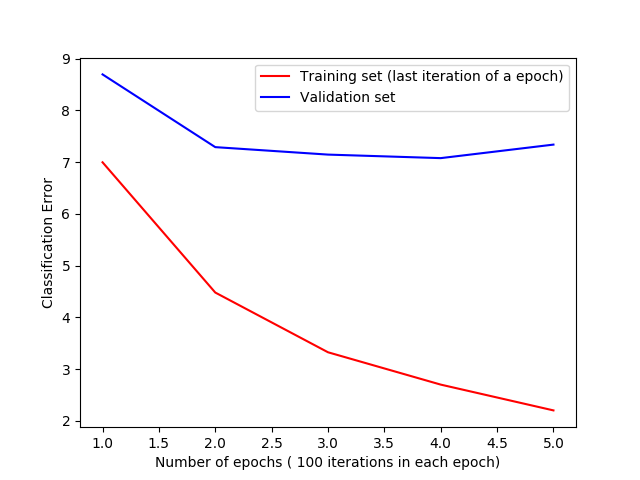 Training set (last iteration of a epoch)
Validation set
Classification Error
9
8
7
6
5
4
3
2
1.0 1.5 2.0 2.5 3.0 3.5 4.0 4.5 5.0
Number of epochs ( 100 iterations in each epoch)